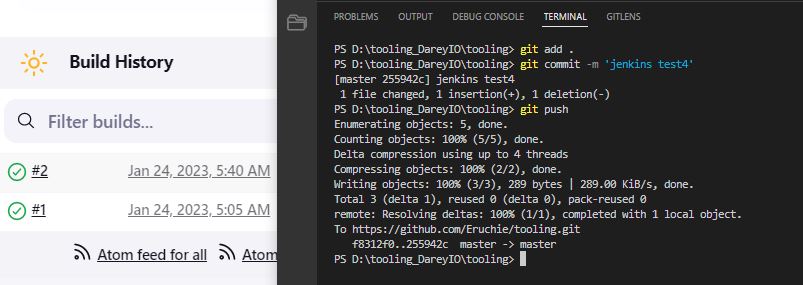 Build History
Filter builds...
#2 Jan 24, 2023, 5:40 AM
#1 Jan 24, 2023, 5:05 AM
Atom feed for all Atom
PROBLEMS OUTPUT DEBUG CONSOLE TERMINAL GITLENS
PS D:\tooling_DareyIO\tooling> git add .
PS D:\tooling_DareyIO\tooling> git commit -m 'jenkins test4'
[master 255942c] jenkins test4
1 file changed, 1 insertion(+), 1 deletion(-)
PS D:\tooling_DareyIO\tooling> git push
Enumerating objects: 5, done.
Counting objects: 100% (5/5), done.
Delta compression using up to 4 threads
Compressing objects: 100% (2/2), done.
Writing objects: 100% (3/3), 289 bytes | 289.00 KiB/s, done.
Total 3 (delta 1), reused 0 (delta 0), pack-reused 0
remote: Resolving deltas: 100% (1/1), completed with 1 local object.
To https://github.com/Eruchie/tooling.git
f8312f0..255942c master -> master
PS D:\tooling_DareyIO\tooling>